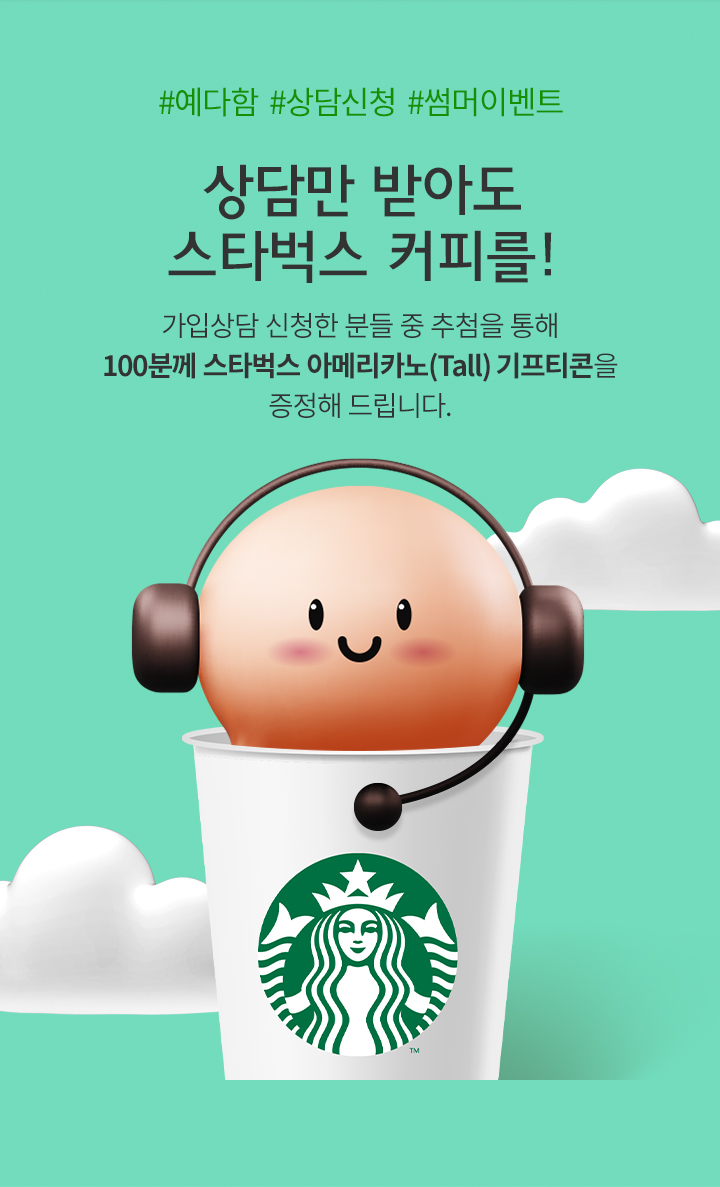 #예다함 #상담신청 #썸머이벤트
상담만 받아도
스타벅스 커피를!
가입상담 신청한 분들 중 추첨을 통해
100분께 스타벅스 아메리카노(Tall) 기프티콘을
증정해 드립니다.
TM